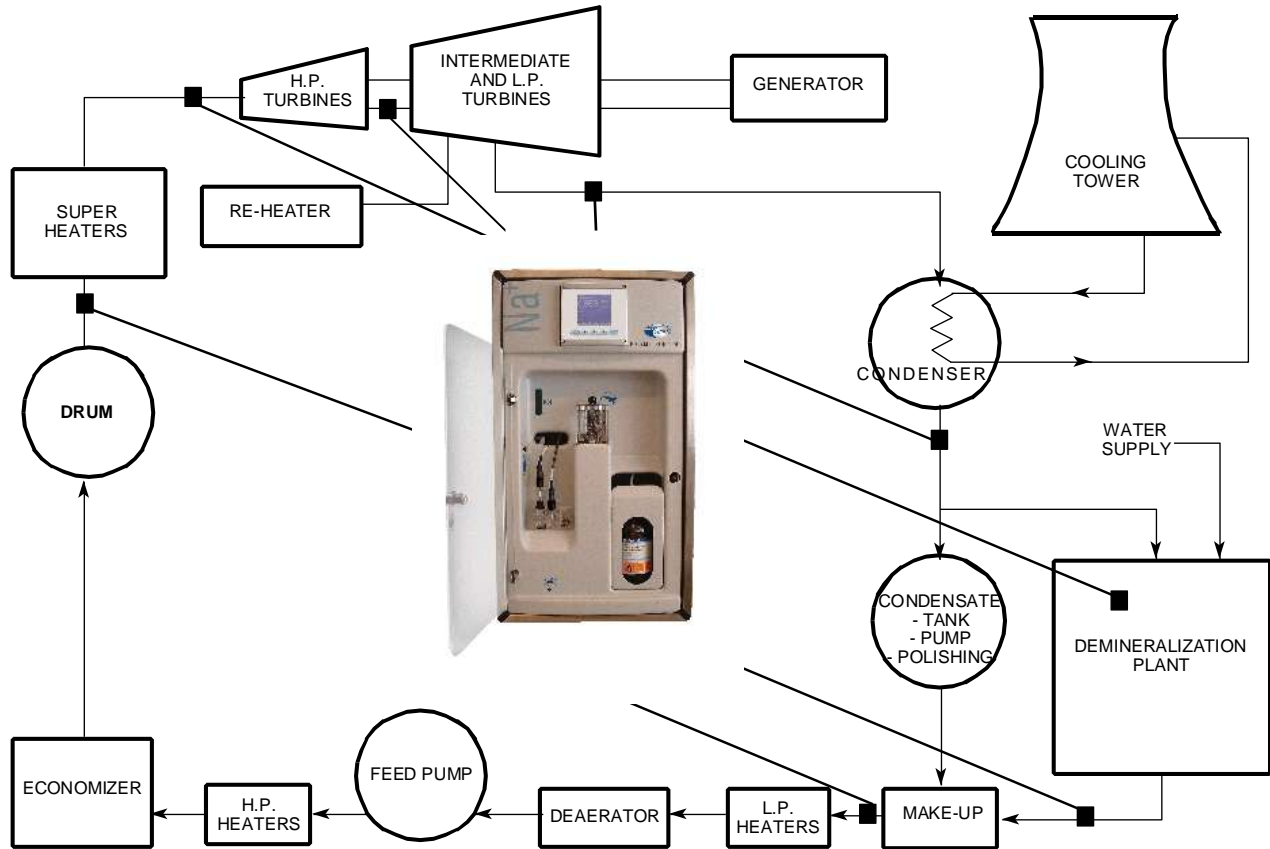 H.P.
TURBINES
INTERMEDIATE
AND L.P.
TURBINES
GENERATOR
COOLING
TOWER
SUPER
HEATERS
RE-HEATER
Na+
CONDENSER
DRUM
WATER
SUPPLY
CONDENSATE
- TANK
- PUMP
- POLISHING
DEMINERALIZATION
PLANT
ECONOMIZER
H.P.
HEATERS
FEED PUMP
DEAERATOR
L.P.
HEATERS
MAKE-UP